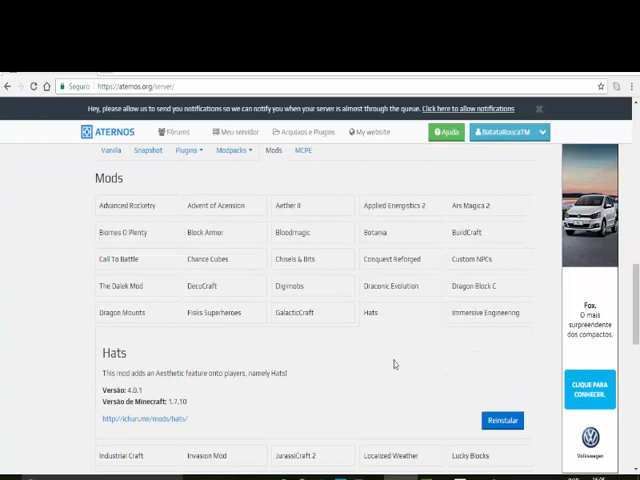 Seguro https://aternos.org/server/
Hey, please allow us to send you notifications so we can notify you when your server is almost through the queue. Click here to allow notifications
ATERNOS Fórums Meu servidor Arquivos e Plugins My website Ajuda BatataRoucaTM
Vanilla Snapshot Plugins Modpacks Mods MCPE
Mods
Advanced Rocketry Advent of Acension Aether II Applied Energistics 2 Ars Magica 2
Biomes O Plenty Block Armor Bloodmagic Botania BuildCraft
Call To Battle Chance Cubes Chisels & Bits Conquest Reforged Custom NPCs
The Dalek Mod DecoCraft Digimobs Draconic Evolution Dragon Block C
Dragon Mounts Fisks Superheroes GalacticCraft Hats Immersive Engineering
Hats
This mod adds an Aesthetic feature onto players, namely Hats!
Versão: 4.0.1
Versão de Minecraft: 1.7.10
http://ichun.me/mods/hats/
Reinstalar
Industrial Craft Invasion Mod JurassiCraft 2 Localized Weather Lucky Blocks
Fox.
O mais
surpreendente
dos compactos.
CLIQUE PARA
CONHECER.
Volkswagen